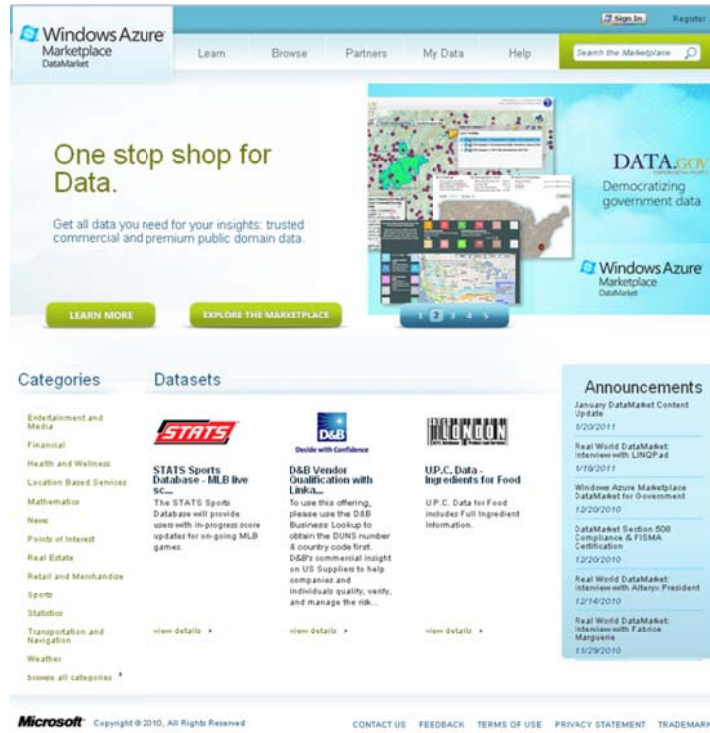 Sign In
Register
Windows Azure
Marketplace
DataMarket
Learn
Browse
Partners
My Data
Help
Search the Marketplace
One stop shop for
Data.
Get all data you need for your insights: trusted
commercial and premium public domain data.
LEARN MORE
EXPLORE THE MARKETPLACE
1 2 3 4 5
DATA.GOV
Democratizing
government data
Windows Azure
Marketplace
DataMarket
Categories
Entertainment and
Media
Financial
Health and Wellness
Location Based Services
Mathematics
News
Points of Interest
Real Estate
Retail and Merchandise
Sports
Statistics
Transportation and
Navigation
Weather
browse all categories
Datasets
STATS
STATS Sports
Database - MLB live
sc...
The STATS Sports
Database will provide
users with in-progress score
updates for on-going MLB
games.
view details
D&B
Decide with Confidence
D&B Vendor
Qualification with
Linka...
To use this offering,
please use the D&B
Business Lookup to
obtain the DUNS number
& country code first.
D&B's commercial insight
on US Suppliers to help
companies and
individuals qualify, verify,
and manage the risk...
view details
U.P.C. Data -
Ingredients for Food
U.P.C. Data for Food
includes Full Ingredient
Information.
view details
Announcements
January DataMarket Content
Update
1/20/2011
Real World DataMarket:
Interview with LINQPad
1/19/2011
Windows Azure Marketplace
DataMarket for Government
12/20/2010
DataMarket Section 508
Compliance & FISMA
Certification
12/20/2010
Real World DataMarket:
Interview with Alteryx President
12/14/2010
Real World DataMarket:
Interview with Fabrice
Marguerie
11/29/2010
Microsoft Copyright © 2010, All Rights Reserved
CONTACT US FEEDBACK TERMS OF USE PRIVACY STATEMENT TRADEMARK